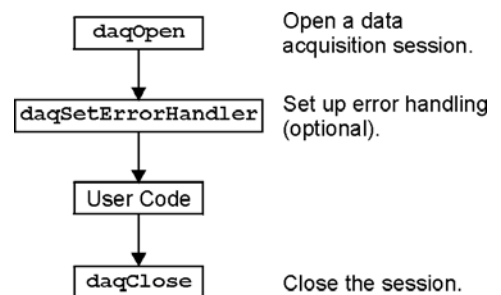 daqOpen
Open a data
acquisition session.
daqSetErrorHandler
Set up error handling
(optional).
User Code
daqClose
Close the session.